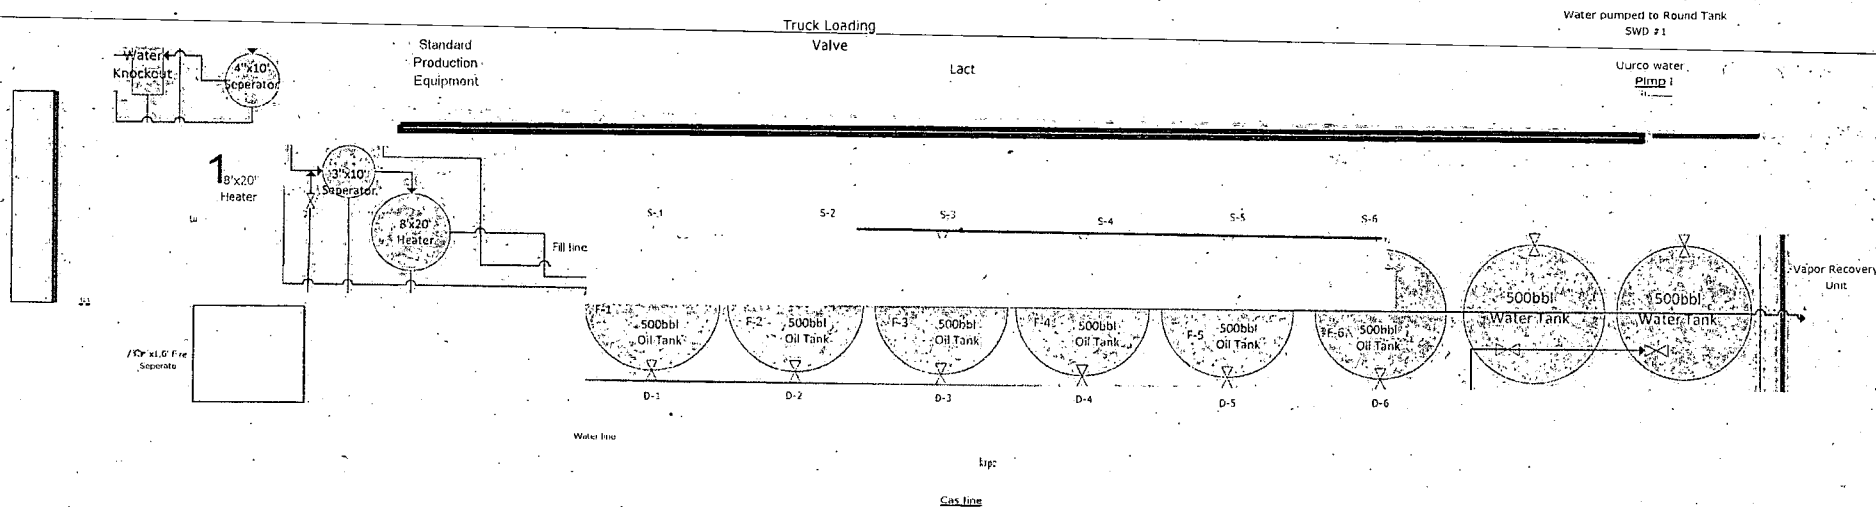 Truck Loading
Valve
Water pumped to Round Tank
SWD #1
Standard
Production
Equipment
Lact
Water
Knockout
4"x10'
Seperator
1
8'x20'
Heater
3"x10'
Seperator
8'x20'
Heater
Fill line
S-1
S-2
S-3
S-4
S-5
S-6
F-1
500bbl
Oil Tank
F-2
500bbl
Oil Tank
F-3
500bbl
Oil Tank
F-4
500bbl
Oil Tank
F-5
500bbl
Oil Tank
F-6
500bbl
Oil Tank
500bbl
Water Tank
500bbl
Water Tank
Vapor Recovery
Unit
D-1
D-2
D-3
D-4
D-5
D-6
Water line